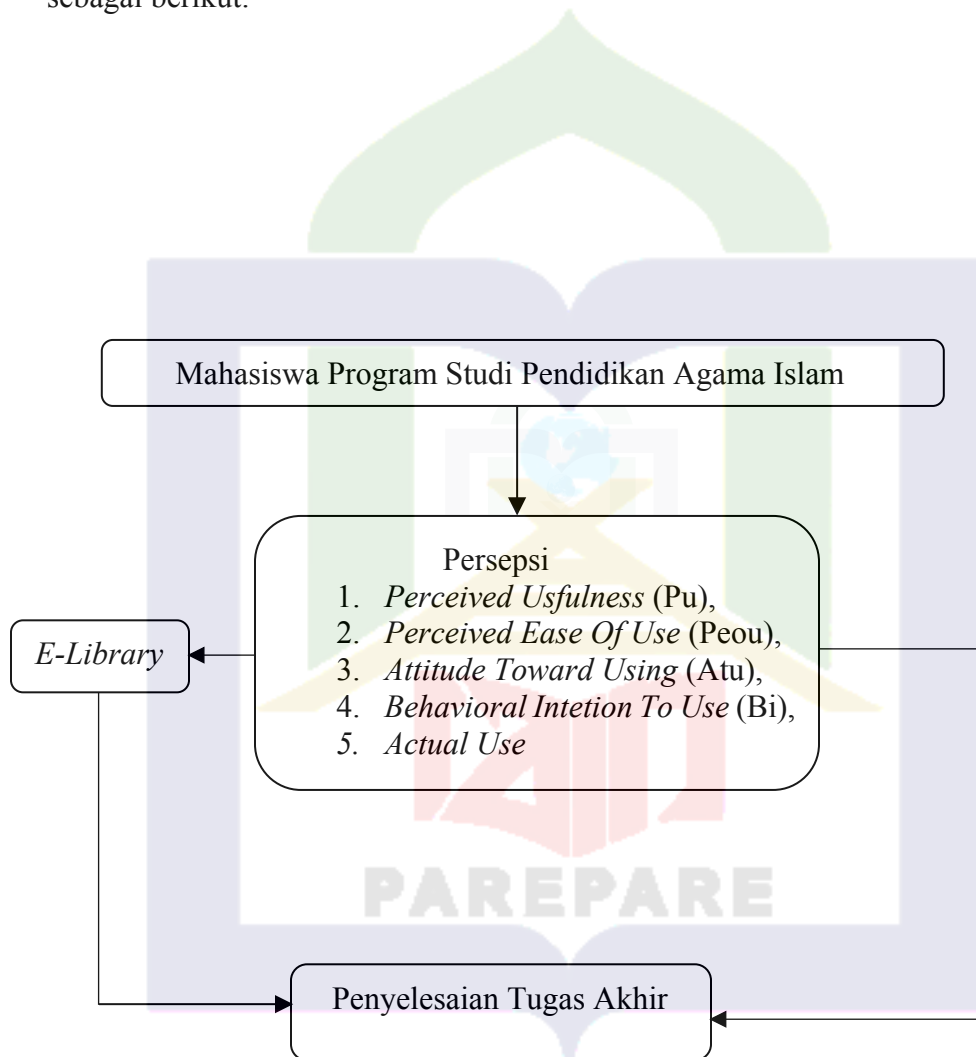 sebagai berikut:
Mahasiswa Program Studi Pendidikan Agama Islam
Persepsi
1. Perceived Usfulness (Pu),
2. Perceived Ease Of Use (Peou),
3. Attitude Toward Using (Atu),
4. Behavioral Intetion To Use (Bi),
5. Actual Use
E-Library
PAREPARE
Penyelesaian Tugas Akhir